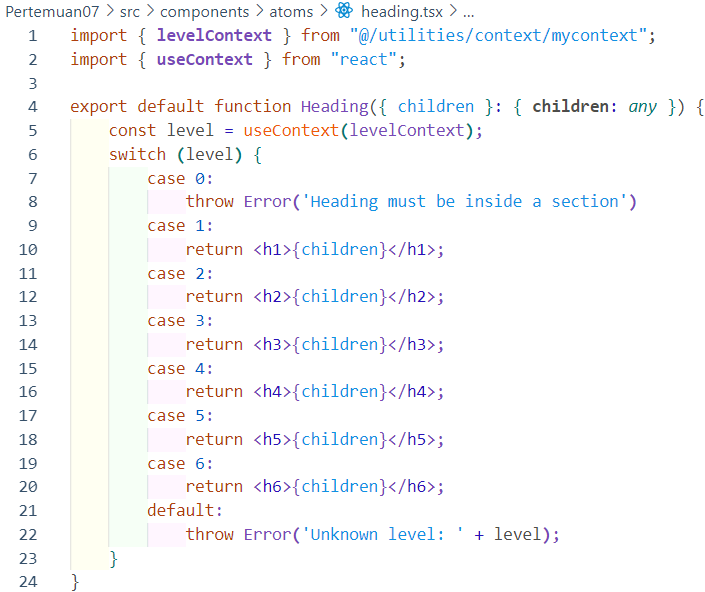 Pertemuan07 > src > components > atoms > heading.tsx > ...
1 import { levelContext } from "@/utilities/context/mycontext";
2 import { useContext } from "react";
3
4 export default function Heading({ children }: { children: any }) {
5     const level = useContext(levelContext);
6     switch (level) {
7         case 0:
8             throw Error('Heading must be inside a section')
9         case 1:
10             return <h1>{children}</h1>;
11         case 2:
12             return <h2>{children}</h2>;
13         case 3:
14             return <h3>{children}</h3>;
15         case 4:
16             return <h4>{children}</h4>;
17         case 5:
18             return <h5>{children}</h5>;
19         case 6:
20             return <h6>{children}</h6>;
21         default:
22             throw Error('Unknown level: ' + level);
23     }
24 }